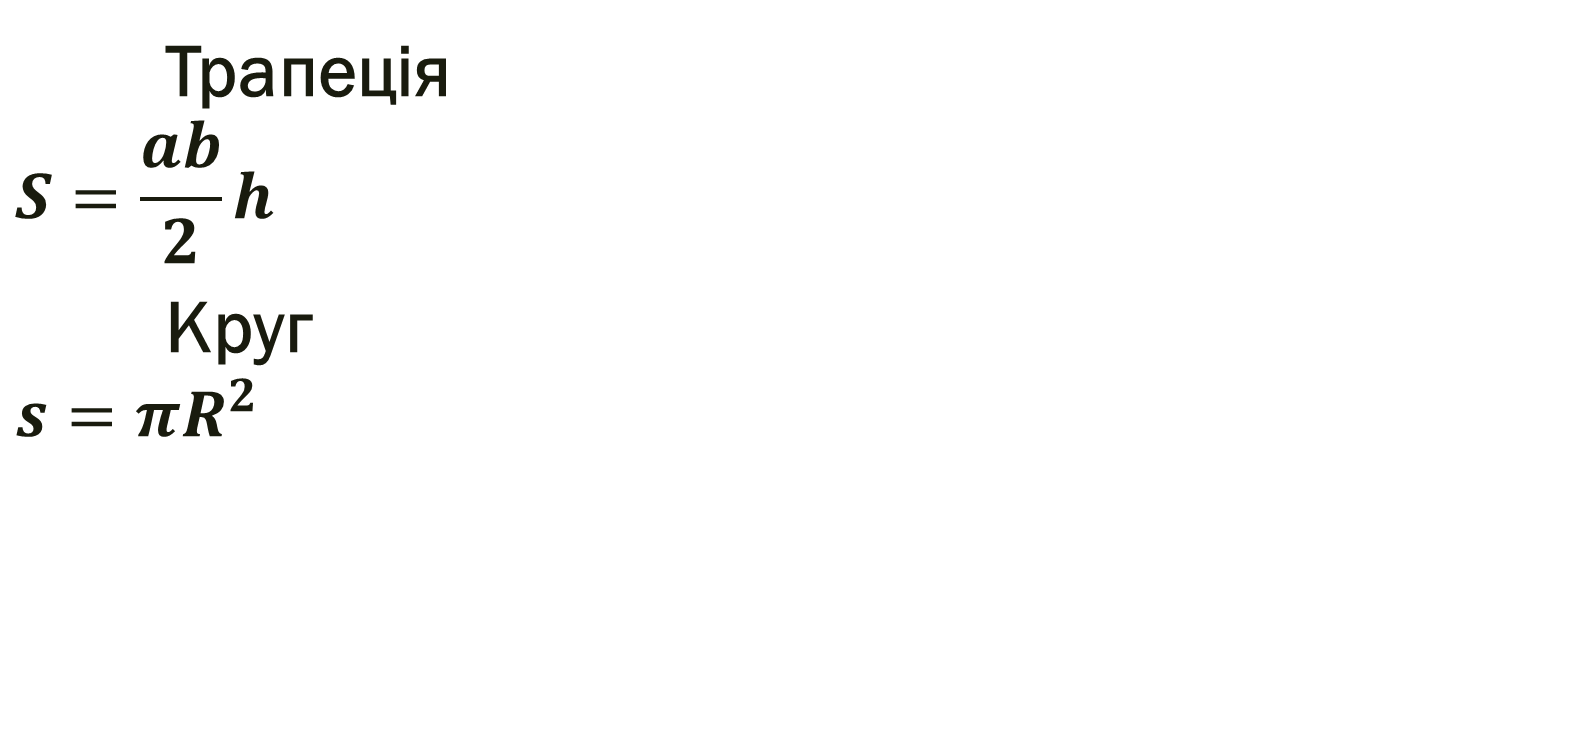 Трапеція
S = ab/2 h
Круг
s = πR²